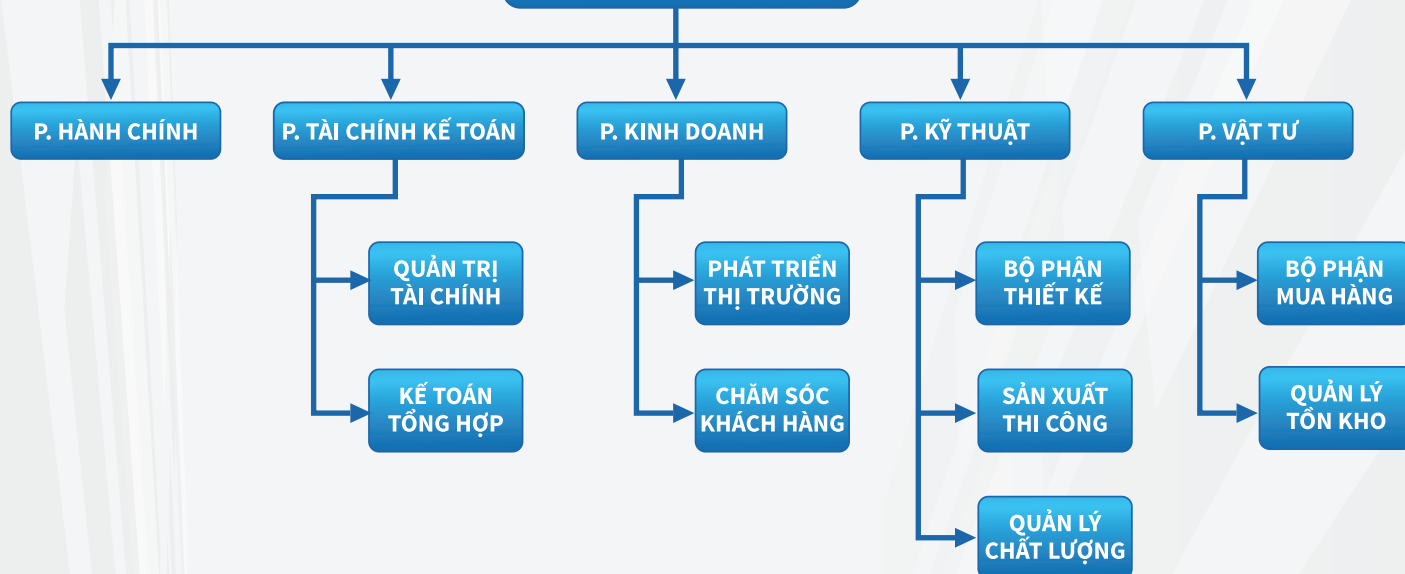 P. HÀNH CHÍNH
P. TÀI CHÍNH KẾ TOÁN
P. KINH DOANH
P. KỸ THUẬT
P. VẬT TƯ
QUẢN TRỊ
TÀI CHÍNH
KẾ TOÁN
TỔNG HỢP
PHÁT TRIỂN
THỊ TRƯỜNG
CHĂM SÓC
KHÁCH HÀNG
BỘ PHẬN
THIẾT KẾ
SẢN XUẤT
THI CÔNG
QUẢN LÝ
CHẤT LƯỢNG
BỘ PHẬN
MUA HÀNG
QUẢN LÝ
TỒN KHO